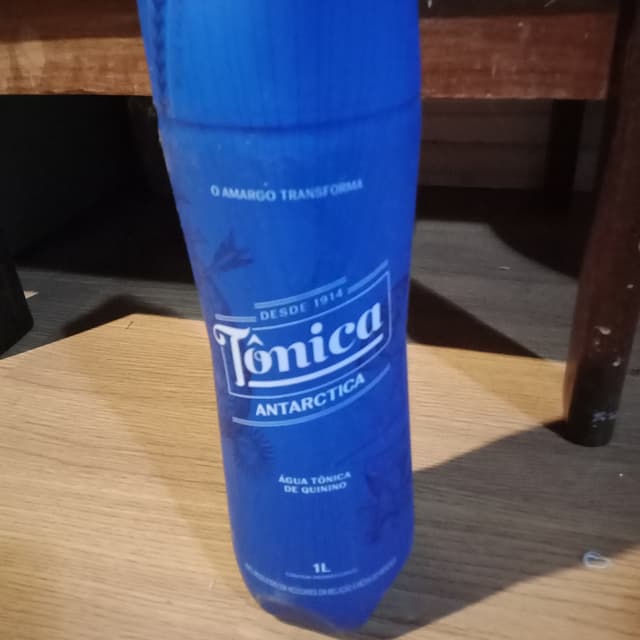 O AMARGO TRANSFORMA
DESDE 1914
Tônica
ANTARCTICA
ÁGUA TÔNICA
DE QUININO
1L